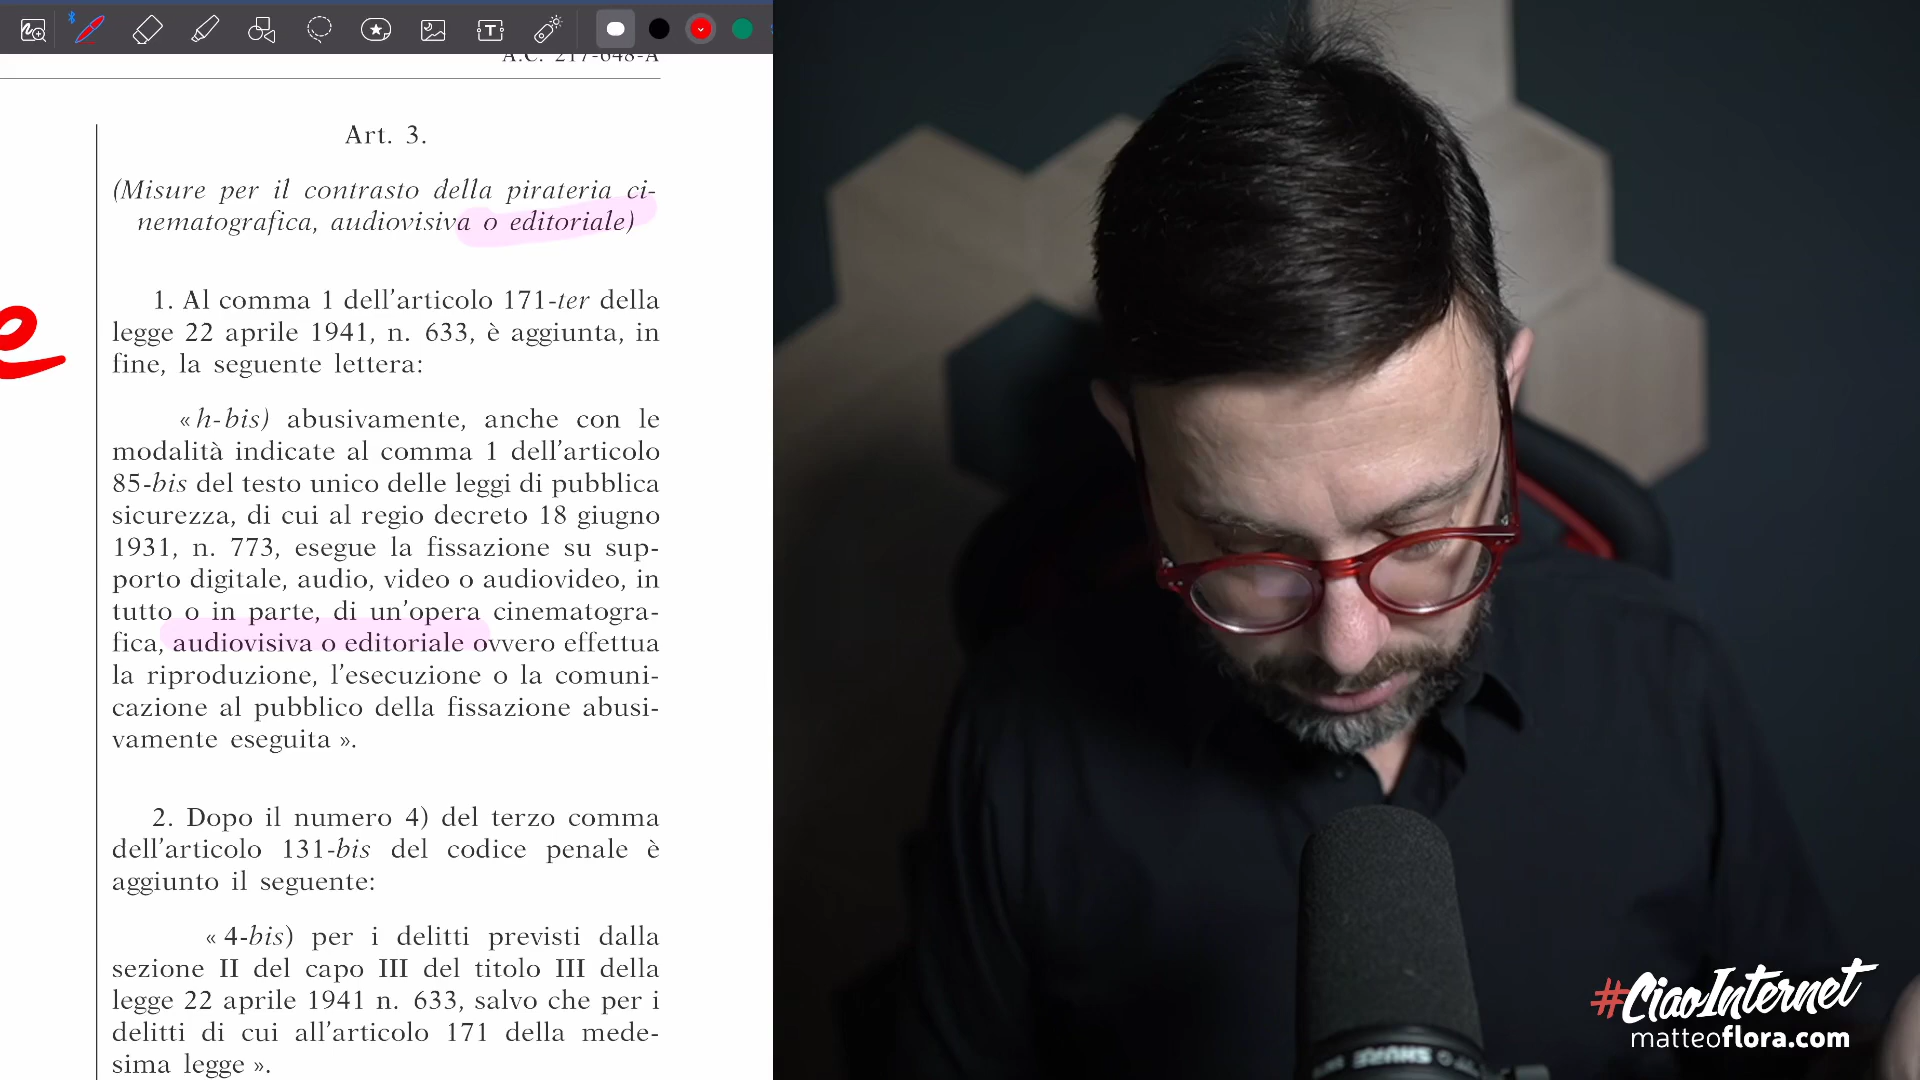 A.C. 217-648-A
Art. 3.
(Misure per il contrasto della pirateria ci-
nematografica, audiovisiva o editoriale)
1. Al comma 1 dell'articolo 171-ter della
legge 22 aprile 1941, n. 633, è aggiunta, in
fine, la seguente lettera:
« h-bis) abusivamente, anche con le
modalità indicate al comma 1 dell'articolo
85-bis del testo unico delle leggi di pubblica
sicurezza, di cui al regio decreto 18 giugno
1931, n. 773, esegue la fissazione su sup-
porto digitale, audio, video o audiovideo, in
tutto o in parte, di un'opera cinematogra-
fica, audiovisiva o editoriale ovvero effettua
la riproduzione, l'esecuzione o la comuni-
cazione al pubblico della fissazione abusi-
vamente eseguita ».
2. Dopo il numero 4) del terzo comma
dell'articolo 131-bis del codice penale è
aggiunto il seguente:
« 4-bis) per i delitti previsti dalla
sezione II del capo III del titolo III della
legge 22 aprile 1941 n. 633, salvo che per i
delitti di cui all'articolo 171 della mede-
sima legge ».
e
T
SHURE
#CiaoInternet
matteoflora.com